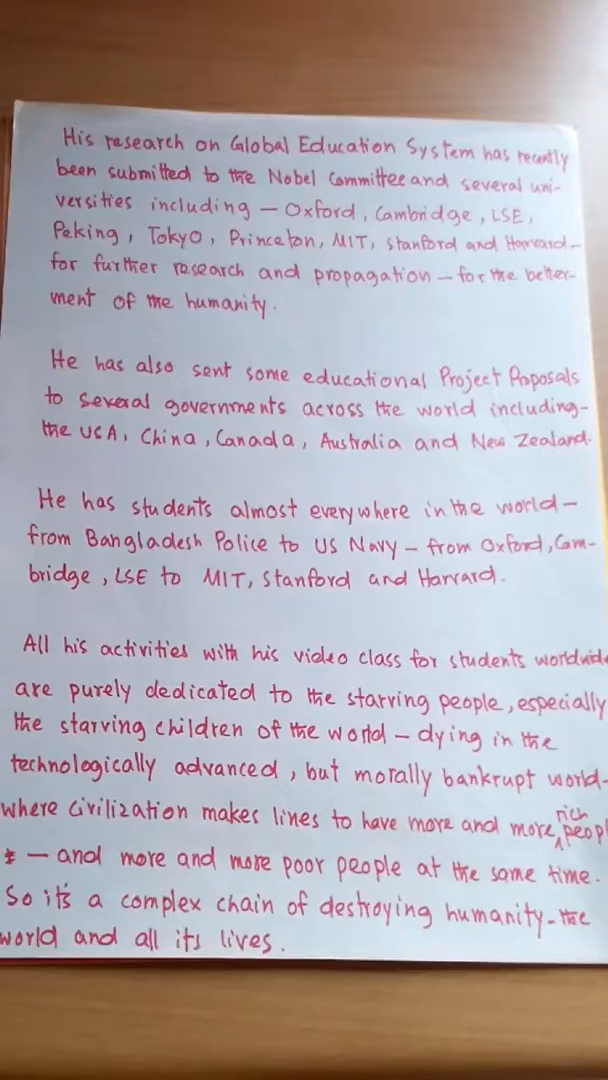 His research on Global Education System has recently
been submitted to the Nobel Committee and several uni-
versities including — Oxford, Cambridge, LSE,
Peking, Tokyo, Princeton, MIT, Stanford and Harvard —
for further research and propagation — for the better-
ment of the humanity.
He has also sent some educational Project Proposals
to several governments across the world including -
the USA, China, Canada, Australia and New Zealand.
He has students almost everywhere in the world —
from Bangladesh Police to US Navy — from Oxford, Cam-
bridge, LSE to MIT, Stanford and Harvard.
All his activities with his video class for students worldwide
are purely dedicated to the starving people, especially
the starving children of the world — dying in the
technologically advanced, but morally bankrupt world -
where civilization makes lines to have more and more rich peopl
— and more and more poor people at the same time.
So it's a complex chain of destroying humanity - the
world and all its lives.